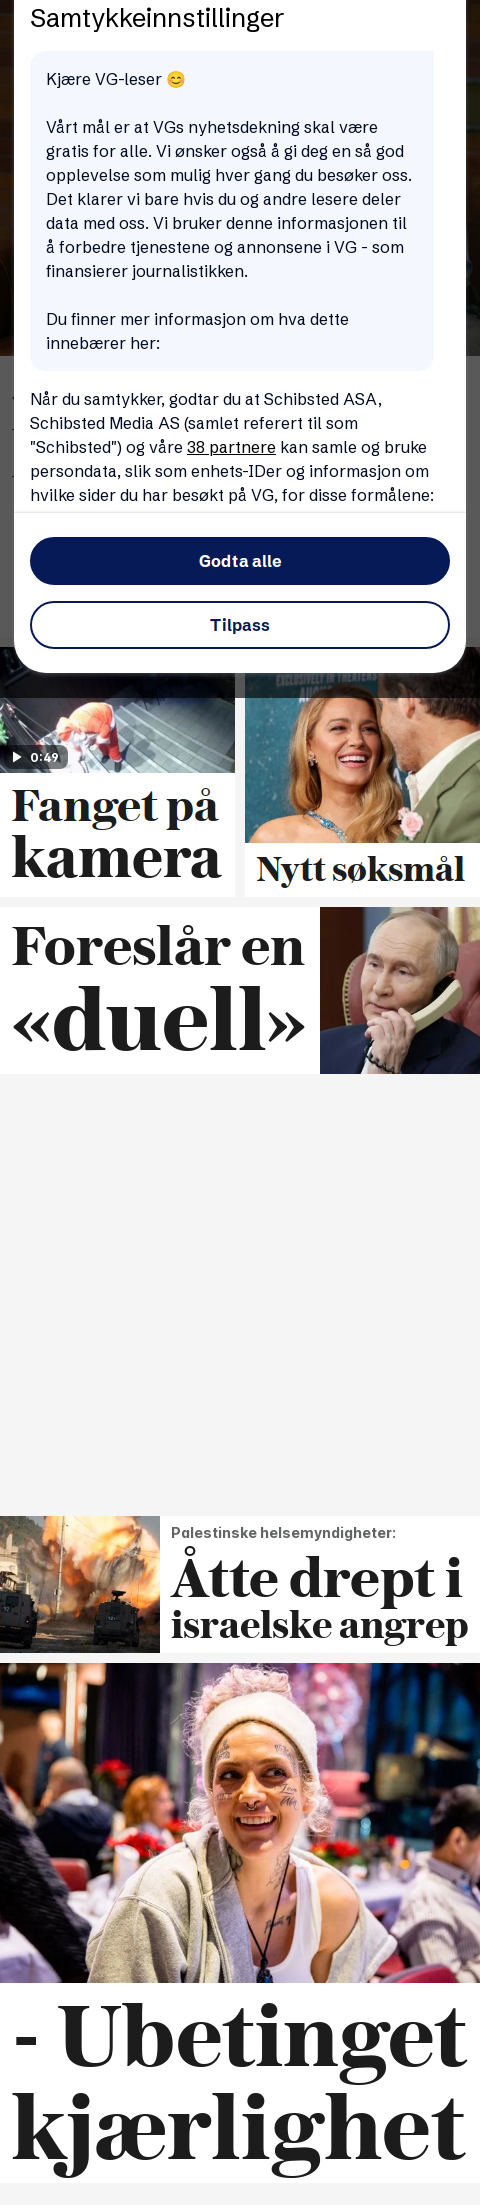 Samtykkeinnstillinger
Kjære VG-leser 😊
Vårt mål er at VGs nyhetsdekning skal være
gratis for alle. Vi ønsker også å gi deg en så god
opplevelse som mulig hver gang du besøker oss.
Det klarer vi bare hvis du og andre lesere deler
data med oss. Vi bruker denne informasjonen til
å forbedre tjenestene og annonsene i VG - som
finansierer journalistikken.
Du finner mer informasjon om hva dette
innebærer her:
Når du samtykker, godtar du at Schibsted ASA,
Schibsted Media AS (samlet referert til som
"Schibsted") og våre 38 partnere kan samle og bruke
persondata, slik som enhets-IDer og informasjon om
hvilke sider du har besøkt på VG, for disse formålene:
Godta alle
Tilpass
EXCLUSIVELY IN THEATERS
0:49
Fanget på
kamera
Nytt søksmål
Foreslår en
«duell»
Palestinske helsemyndigheter:
Åtte drept i
israelske angrep
- Ubetinget
kjærlighet